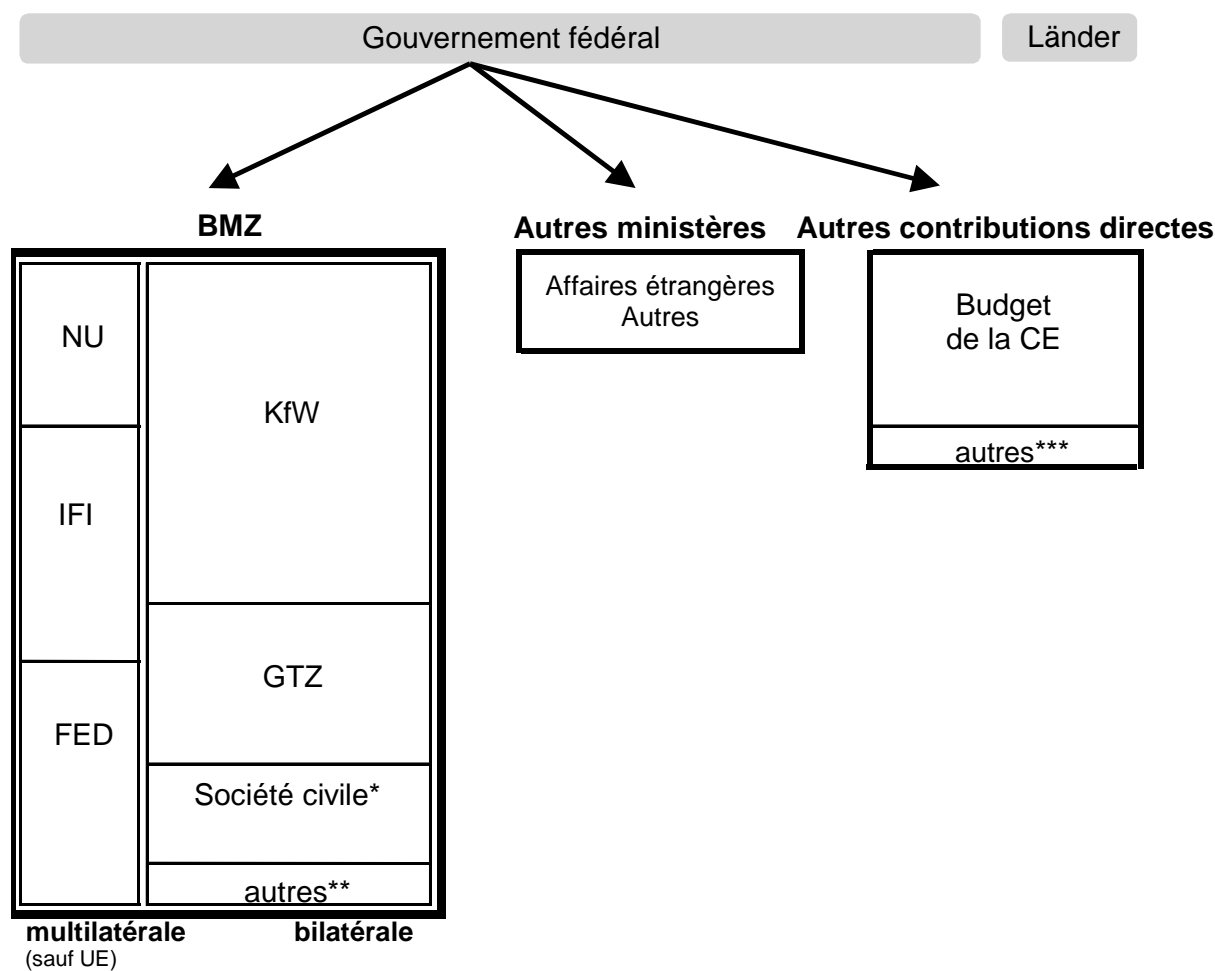 Gouvernement fédéral
Länder
BMZ
Autres ministères
Autres contributions directes
NU
IFI
FED
KfW
GTZ
Société civile*
autres**
multilatérale
(sauf UE)
bilatérale
Affaires étrangères
Autres
Budget
de la CE
autres***